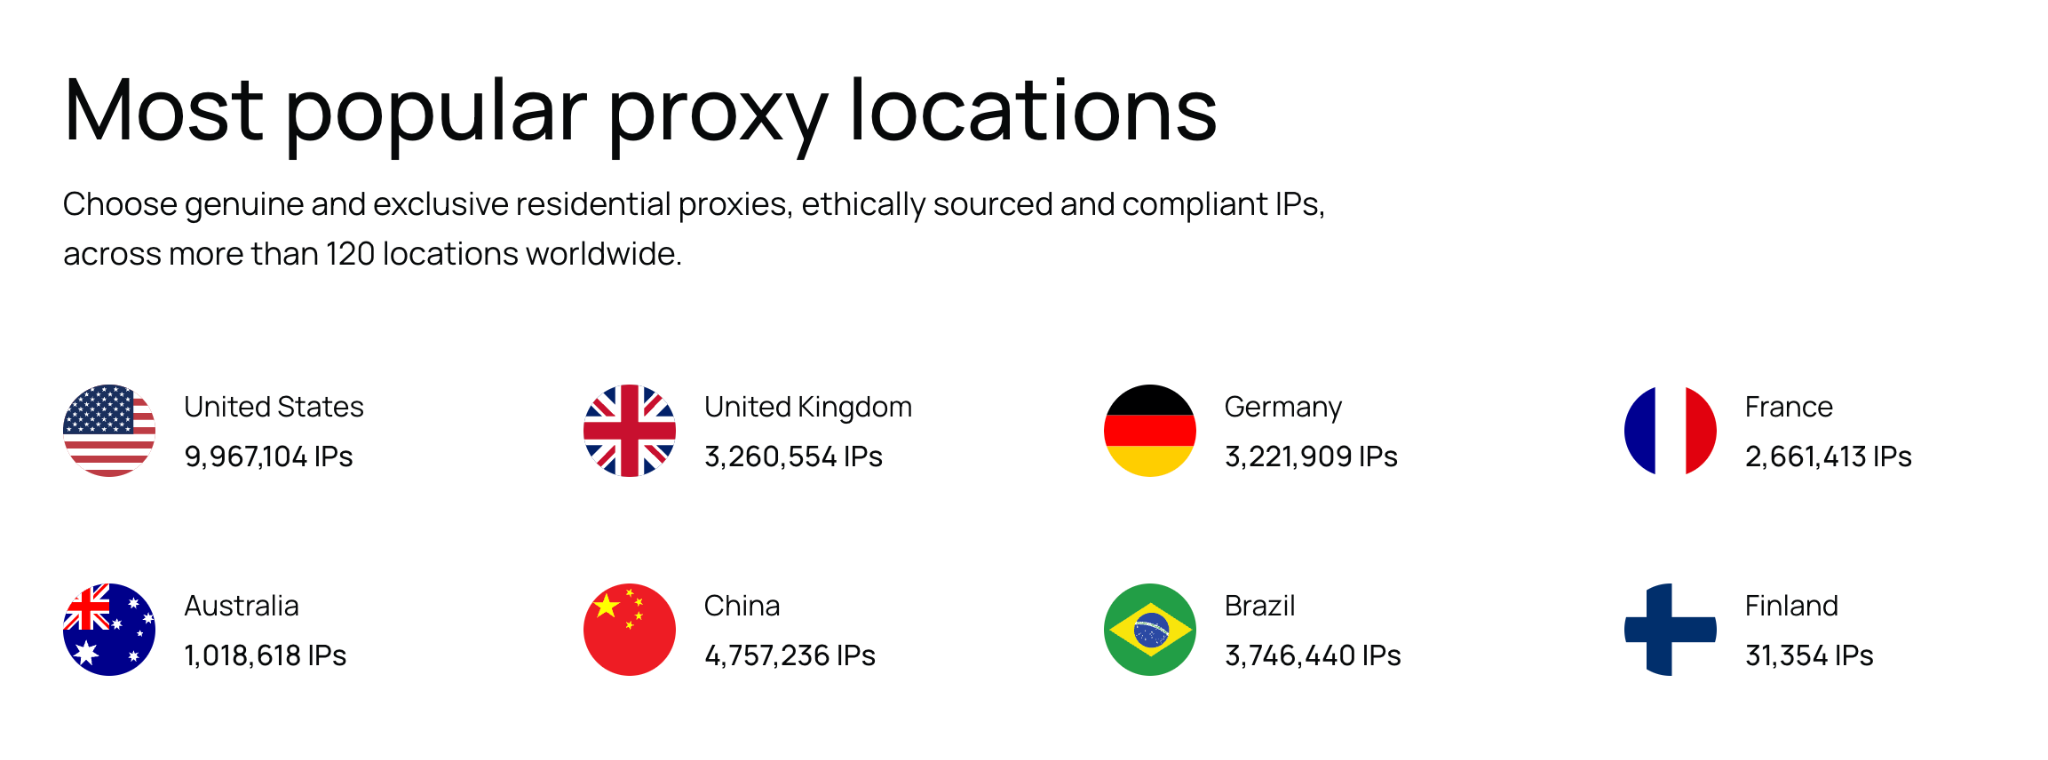 Most popular proxy locations
Choose genuine and exclusive residential proxies, ethically sourced and compliant IPs,
across more than 120 locations worldwide.
United States
9,967,104 IPs
United Kingdom
3,260,554 IPs
Germany
3,221,909 IPs
France
2,661,413 IPs
Australia
1,018,618 IPs
China
4,757,236 IPs
Brazil
3,746,440 IPs
Finland
31,354 IPs